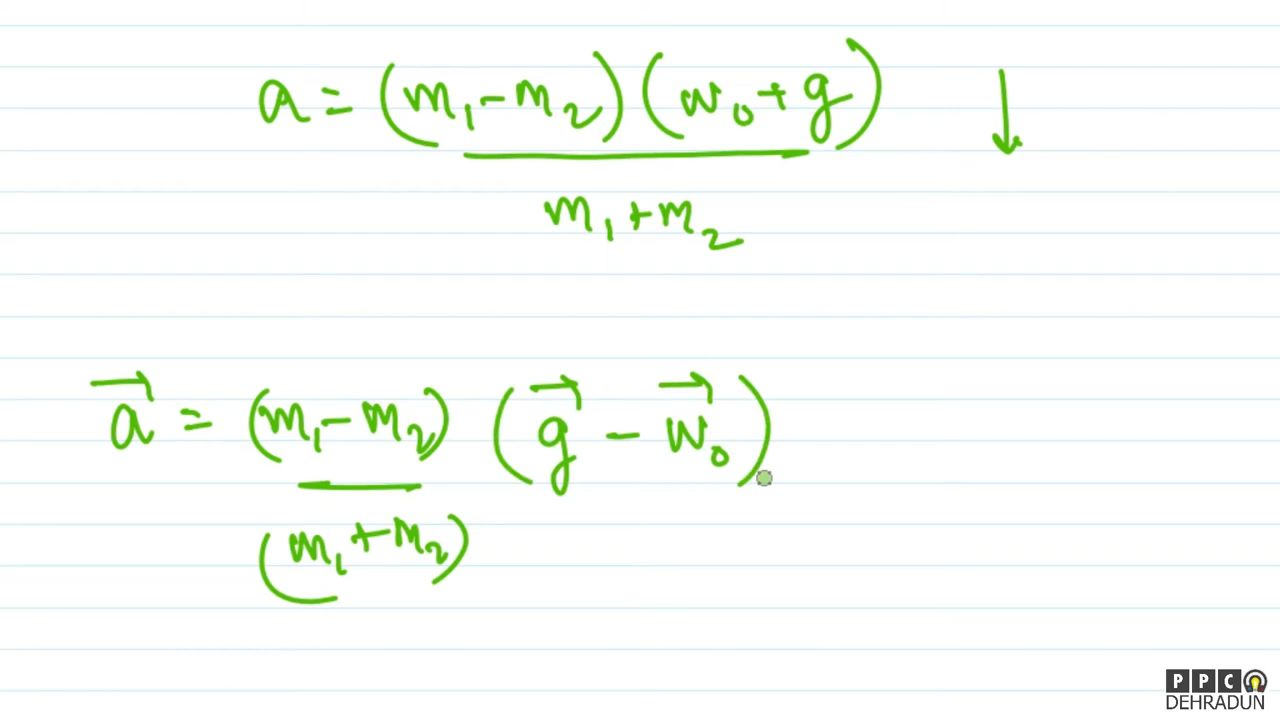 a = (m₁ - m₂) (w₀ + g)
m₁ + m₂
a⃗ = (m₁ - m₂) (g⃗ - w⃗₀)
(m₁ + m₂)
PPC
DEHRADUN